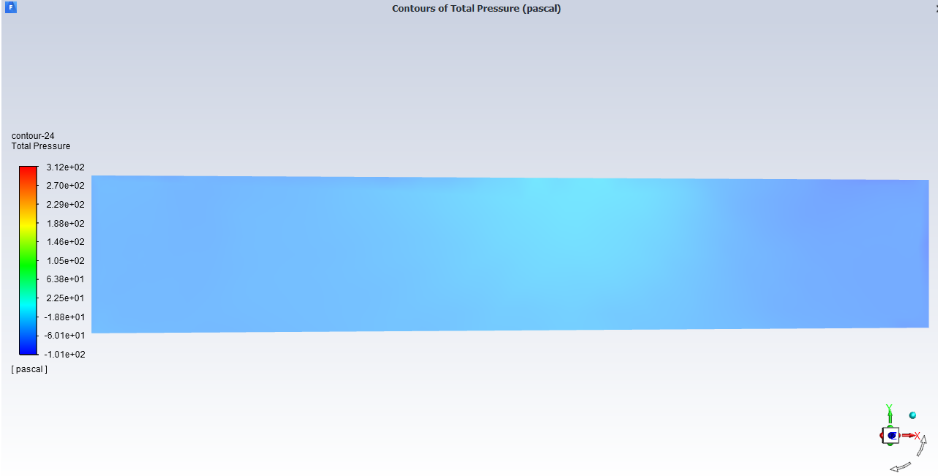 F
Contours of Total Pressure (pascal)
contour-24
Total Pressure
3.12e+02
2.70e+02
2.29e+02
1.88e+02
1.46e+02
1.05e+02
6.38e+01
2.25e+01
-1.88e+01
-6.01e+01
-1.01e+02
[ pascal ]
Y
X